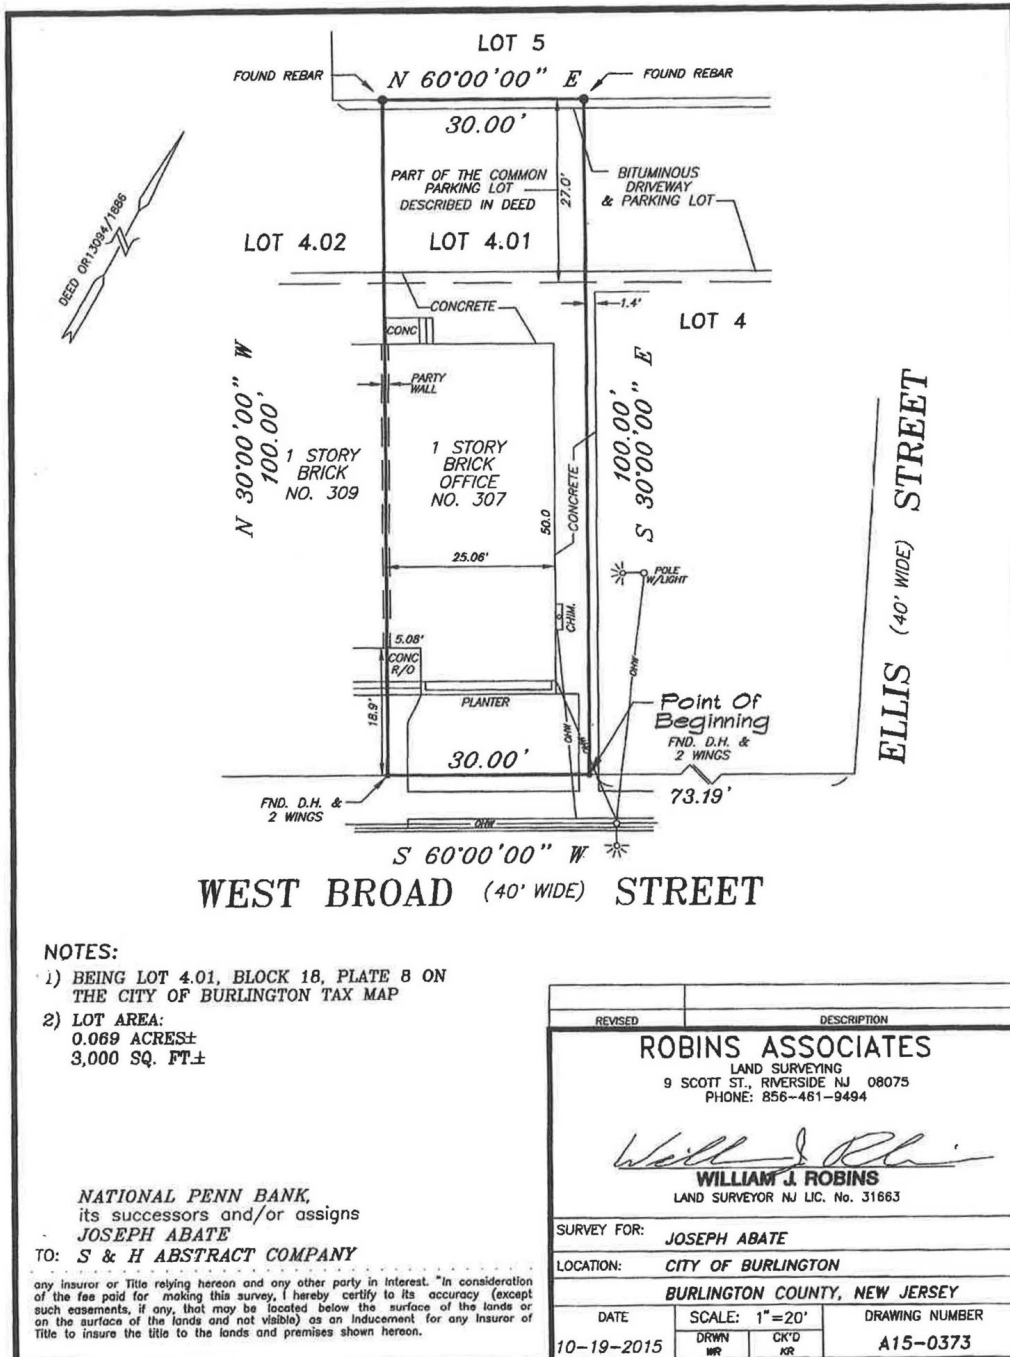 LOT 5
FOUND REBAR
N 60°00'00" E
FOUND REBAR
30.00'
PART OF THE COMMON
PARKING LOT
DESCRIBED IN DEED
27.0'
BITUMINOUS
DRIVEWAY
& PARKING LOT
DEED OR13094/1886
LOT 4.02
LOT 4.01
CONCRETE
1.4'
LOT 4
CONC
PARTY
WALL
N 30°00'00" W
100.00'
1 STORY
BRICK
NO. 309
1 STORY
BRICK
OFFICE
NO. 307
50.0
CONCRETE
100.00'
S 30°00'00" E
25.06'
POLE
W/LIGHT
CHIM.
5.08'
CONC
R/O
18.9'
PLANTER
OHW
OHW
OHW
Point Of
Beginning
FND. D.H. &
2 WINGS
30.00'
73.19'
FND. D.H. &
2 WINGS
OHW
S 60°00'00" W
ELLIS (40' WIDE) STREET
WEST BROAD (40' WIDE) STREET
NOTES:
1) BEING LOT 4.01, BLOCK 18, PLATE 8 ON
THE CITY OF BURLINGTON TAX MAP
2) LOT AREA:
0.069 ACRES±
3,000 SQ. FT.±
NATIONAL PENN BANK,
its successors and/or assigns
JOSEPH ABATE
TO: S & H ABSTRACT COMPANY
any insuror or Title relying hereon and any other party in interest. "In consideration
of the fee paid for making this survey, I hereby certify to its accuracy (except
such easements, if any, that may be located below the surface of the lands or
on the surface of the lands and not visible) as an inducement for any insuror of
Title to insure the title to the lands and premises shown hereon.
REVISED DESCRIPTION
ROBINS ASSOCIATES
LAND SURVEYING
9 SCOTT ST., RIVERSIDE NJ 08075
PHONE: 856-461-9494
William J Robins
WILLIAM J. ROBINS
LAND SURVEYOR NJ LIC. No. 31663
SURVEY FOR: JOSEPH ABATE
LOCATION: CITY OF BURLINGTON
BURLINGTON COUNTY, NEW JERSEY
DATE
10-19-2015
SCALE: 1"=20'
DRWN
WR
CK'D
KR
DRAWING NUMBER
A15-0373